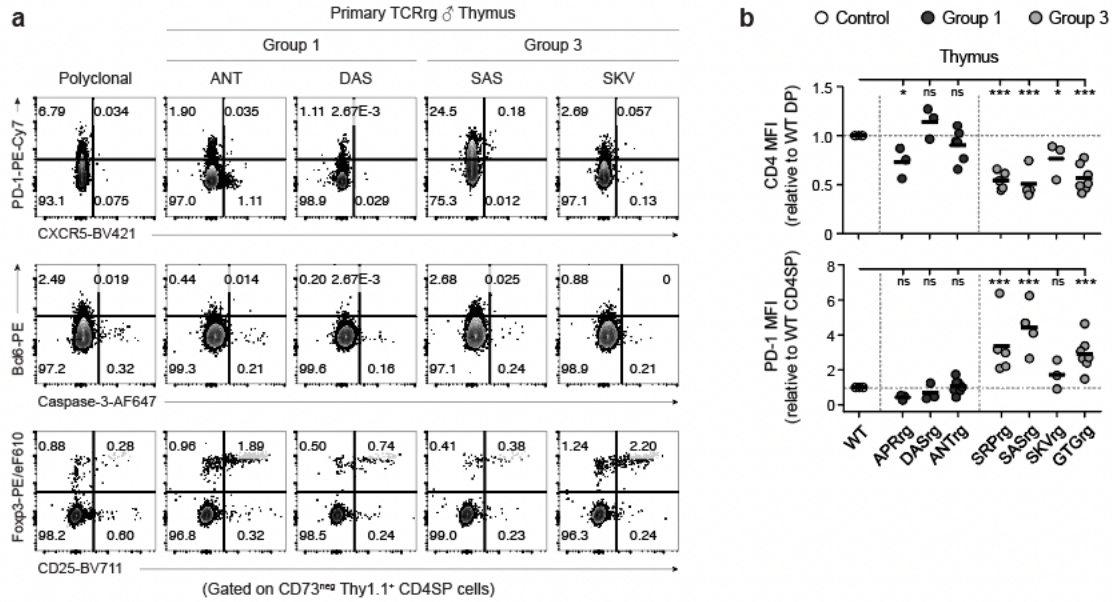 a
Primary TCRrg ♂ Thymus
Group 1
Group 3
Polyclonal
ANT
DAS
SAS
SKV
PD-1-PE-Cy7
6.79 0.034
93.1 0.075
1.90 0.035
97.0 1.11
1.11 2.67E-3
98.9 0.029
24.5 0.18
75.3 0.012
2.69 0.057
97.1 0.13
CXCR5-BV421
Bcl6-PE
2.49 0.019
97.2 0.32
0.44 0.014
99.3 0.21
0.20 2.67E-3
99.6 0.16
2.68 0.025
97.1 0.24
0.88 0
98.9 0.21
Caspase-3-AF647
Foxp3-PE/eF610
0.88 0.28
98.2 0.60
0.96 1.89
96.8 0.32
0.50 0.74
98.5 0.24
0.41 0.38
99.0 0.23
1.24 2.20
96.3 0.24
CD25-BV711
(Gated on CD73neg Thy1.1+ CD4SP cells)
b
Control
Group 1
Group 3
Thymus
CD4 MFI
(relative to WT DP)
1.5
1.0
0.5
0
* ns ns *** *** * ***
PD-1 MFI
(relative to WT CD4SP)
8
6
4
2
0
ns ns ns *** *** ns ***
WT
APRrg
DASrg
ANTrg
SRPrg
SASrg
SKVrg
GTGrg